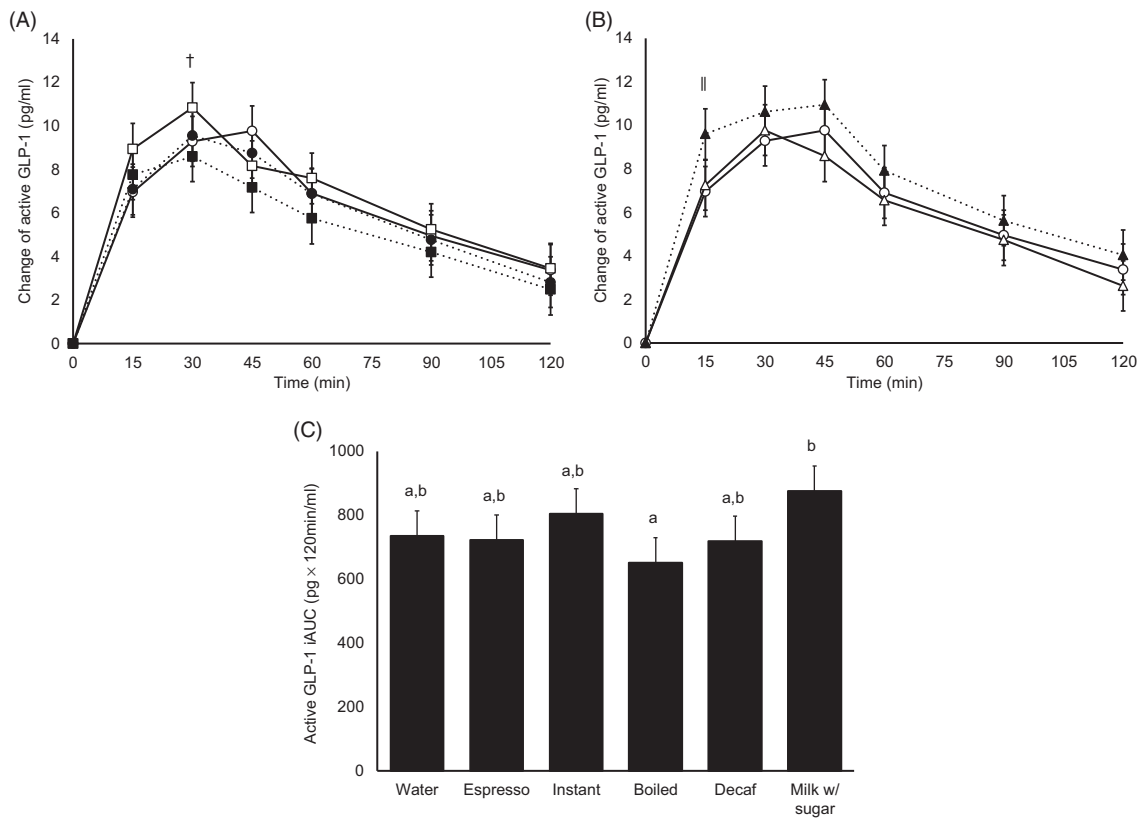 (A)
14
12
10
8
6
4
2
0
Change of active GLP-1 (pg/ml)
†
0 15 30 45 60 75 90 105 120
Time (min)
(B)
14
12
10
8
6
4
2
0
Change of active GLP-1 (pg/ml)
||
0 15 30 45 60 75 90 105 120
Time (min)
(C)
1000
800
600
400
200
0
Active GLP-1 iAUC (pg × 120min/ml)
a,b a,b a,b a a,b b
Water Espresso Instant Boiled Decaf Milk w/
sugar